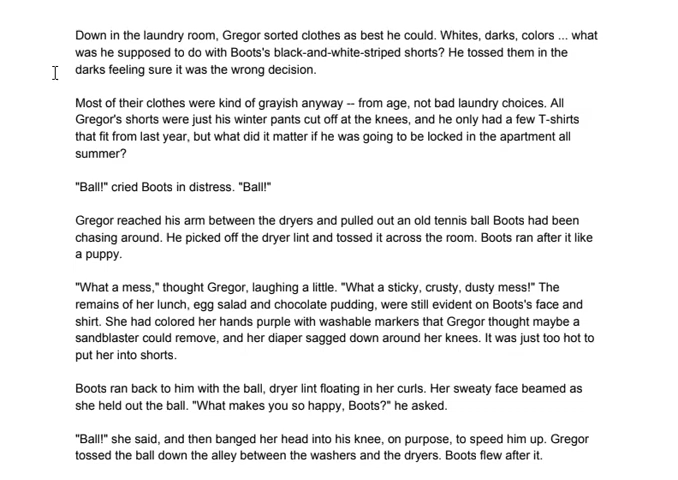 Down in the laundry room, Gregor sorted clothes as best he could. Whites, darks, colors ... what
was he supposed to do with Boots's black-and-white-striped shorts? He tossed them in the
darks feeling sure it was the wrong decision.
Most of their clothes were kind of grayish anyway -- from age, not bad laundry choices. All
Gregor's shorts were just his winter pants cut off at the knees, and he only had a few T-shirts
that fit from last year, but what did it matter if he was going to be locked in the apartment all
summer?
"Ball!" cried Boots in distress. "Ball!"
Gregor reached his arm between the dryers and pulled out an old tennis ball Boots had been
chasing around. He picked off the dryer lint and tossed it across the room. Boots ran after it like
a puppy.
"What a mess," thought Gregor, laughing a little. "What a sticky, crusty, dusty mess!" The
remains of her lunch, egg salad and chocolate pudding, were still evident on Boots's face and
shirt. She had colored her hands purple with washable markers that Gregor thought maybe a
sandblaster could remove, and her diaper sagged down around her knees. It was just too hot to
put her into shorts.
Boots ran back to him with the ball, dryer lint floating in her curls. Her sweaty face beamed as
she held out the ball. "What makes you so happy, Boots?" he asked.
"Ball!" she said, and then banged her head into his knee, on purpose, to speed him up. Gregor
tossed the ball down the alley between the washers and the dryers. Boots flew after it.